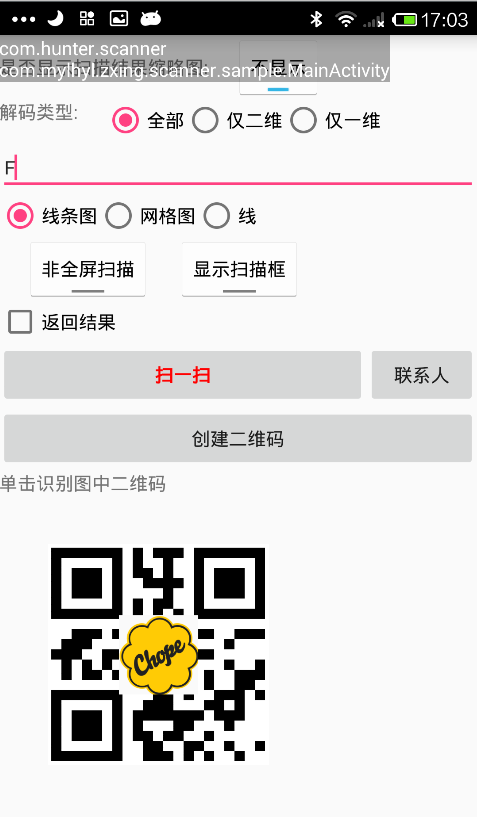 17:03
com.hunter.scanner
是否显示扫描结果缩略图:
不显示
com.mylhyl.zxing.scanner.sample.MainActivity
解码类型:
全部 仅二维 仅一维
F
线条图 网格图 线
非全屏扫描 显示扫描框
返回结果
扫一扫 联系人
创建二维码
单击识别图中二维码
Chope